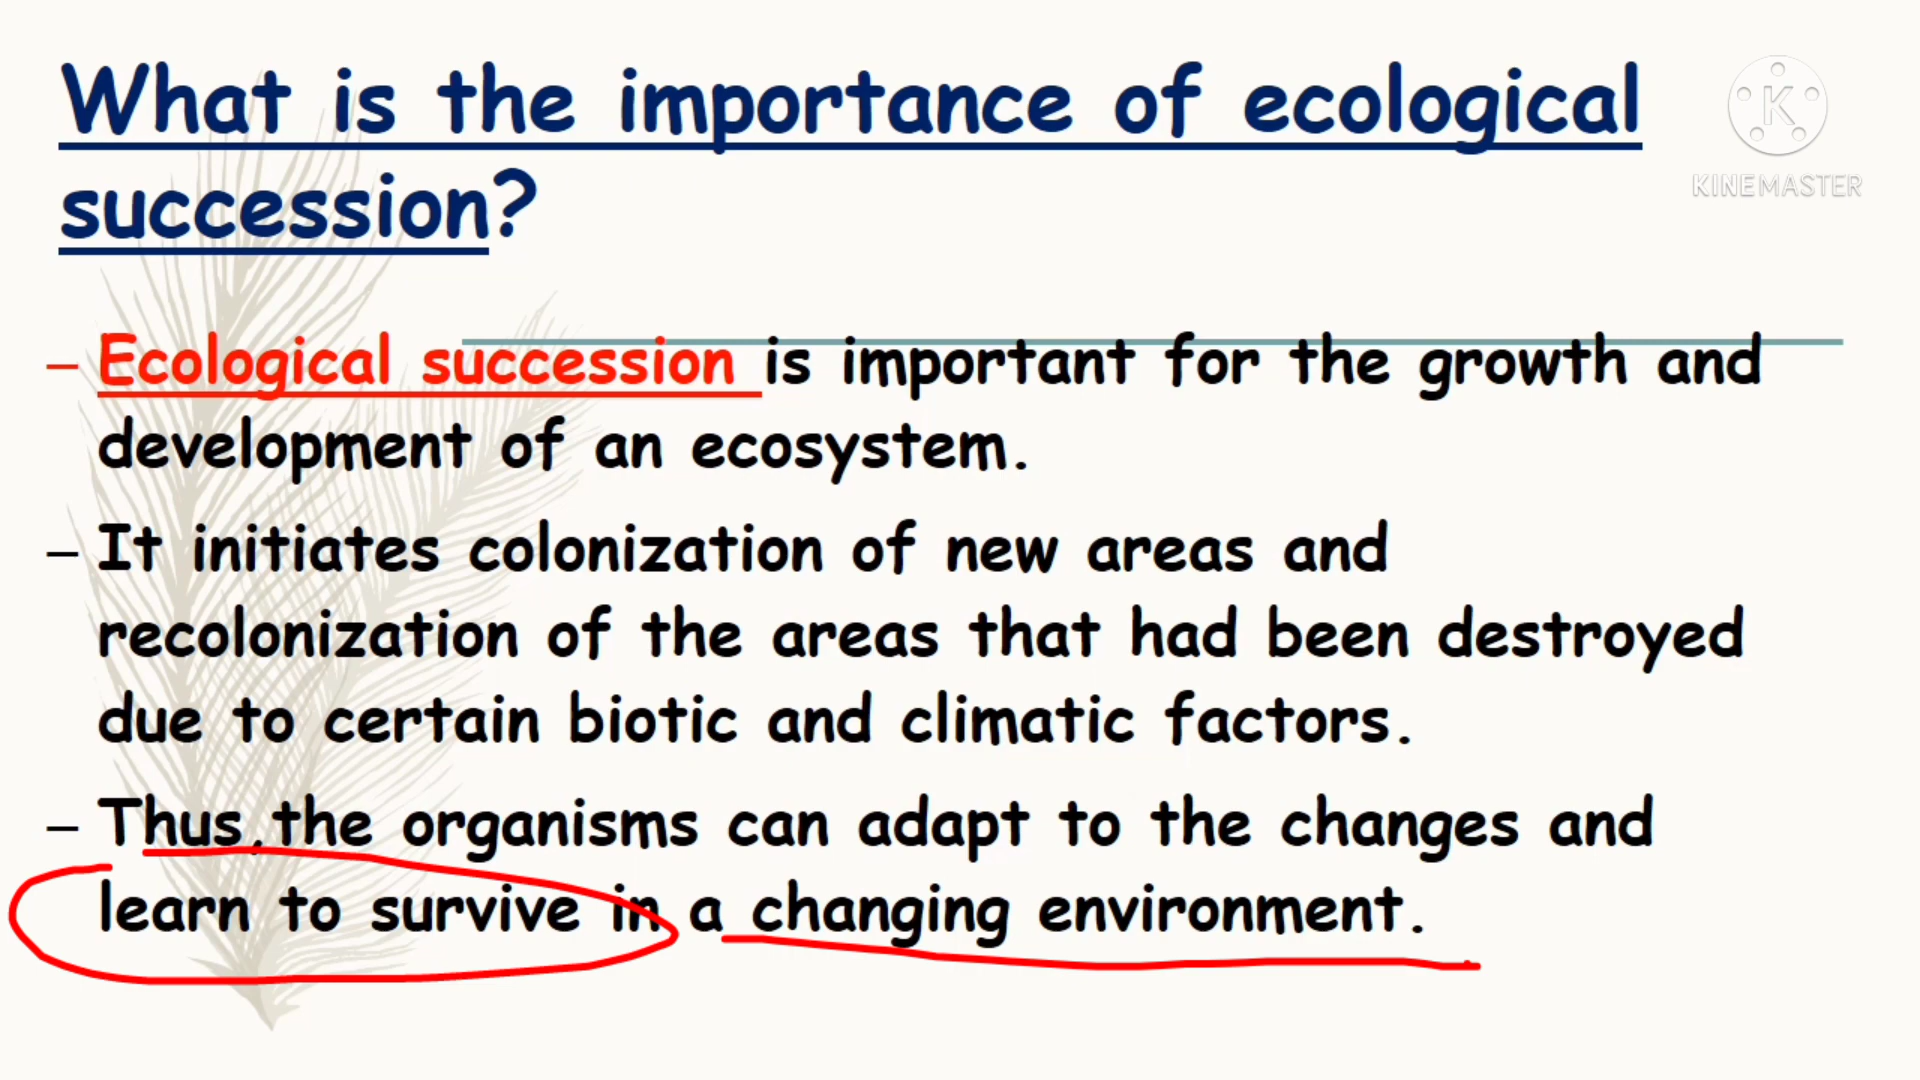 What is the importance of ecological
succession?
K
KINEMASTER
– Ecological succession is important for the growth and
development of an ecosystem.
– It initiates colonization of new areas and
recolonization of the areas that had been destroyed
due to certain biotic and climatic factors.
– Thus,the organisms can adapt to the changes and
learn to survive in a changing environment.